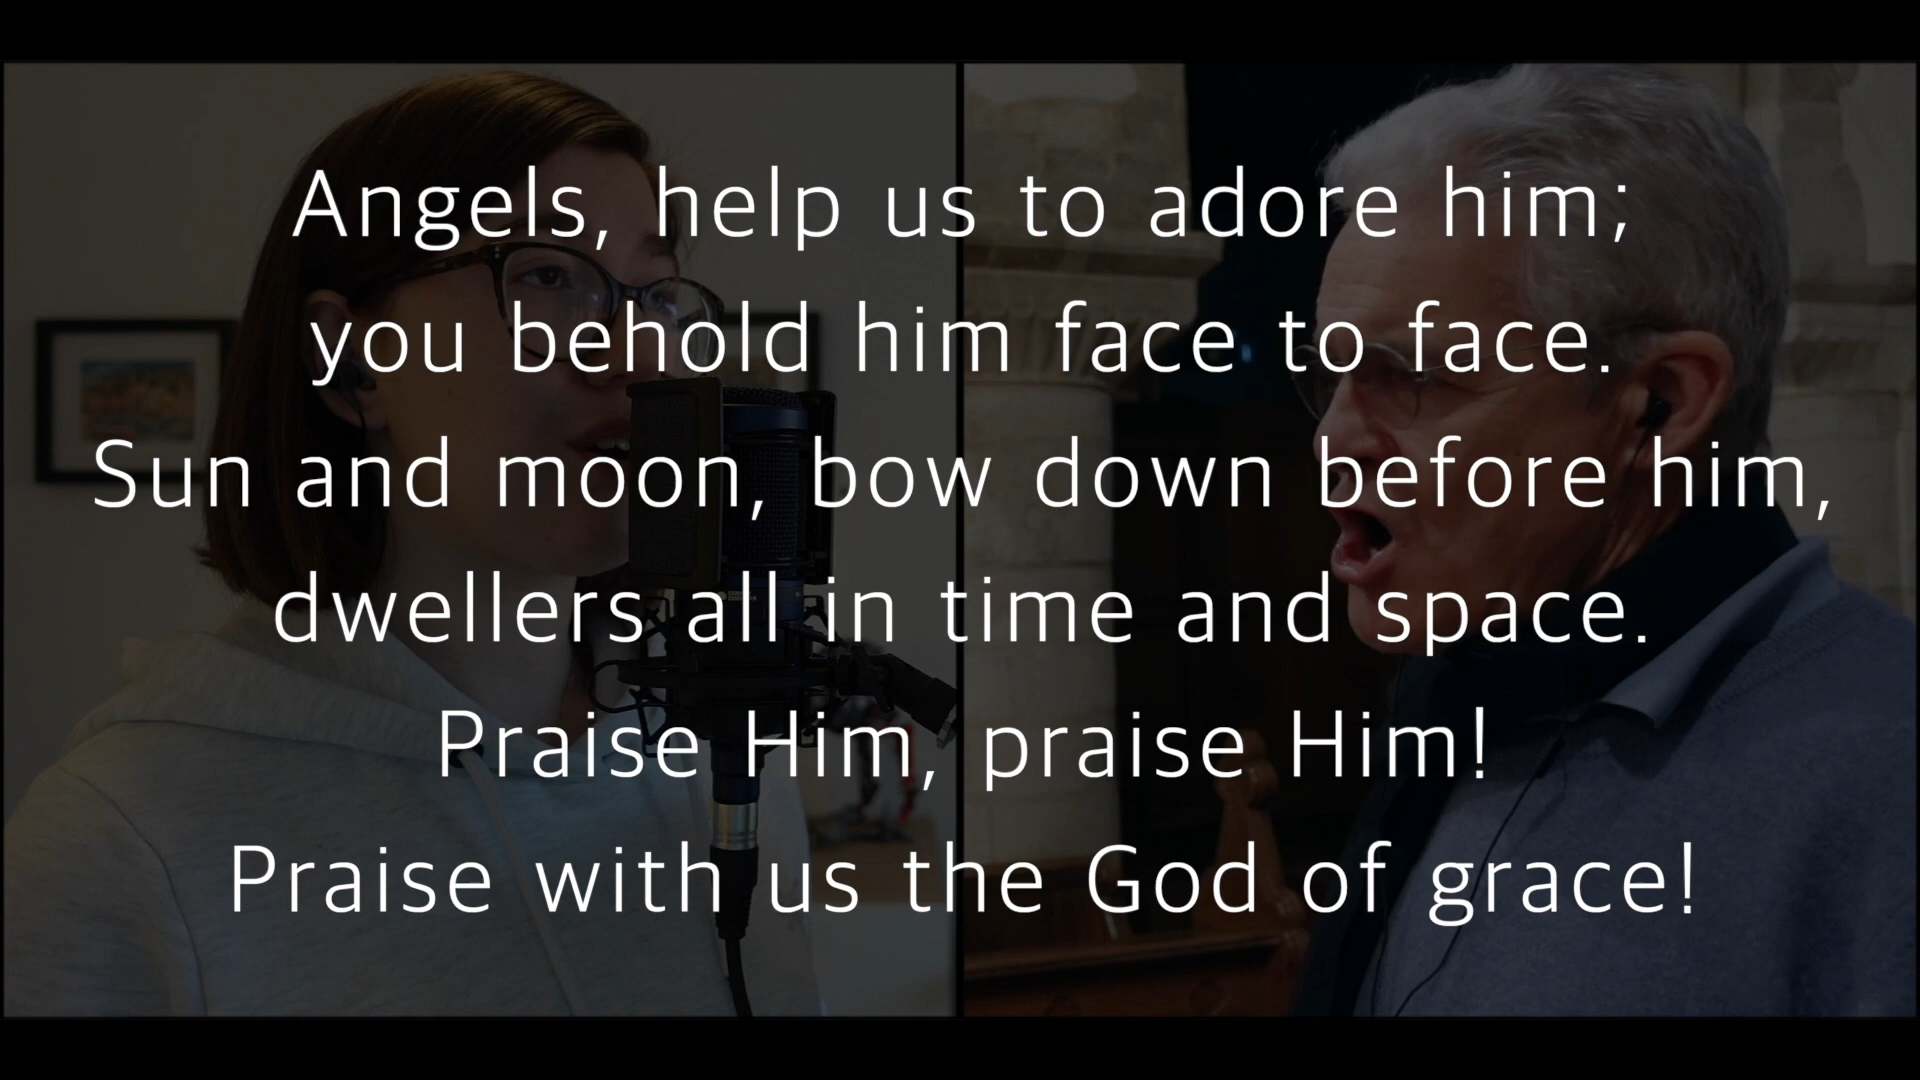 Angels, help us to adore him;
you behold him face to face.
Sun and moon, bow down before him,
dwellers all in time and space.
Praise Him, praise Him!
Praise with us the God of grace!